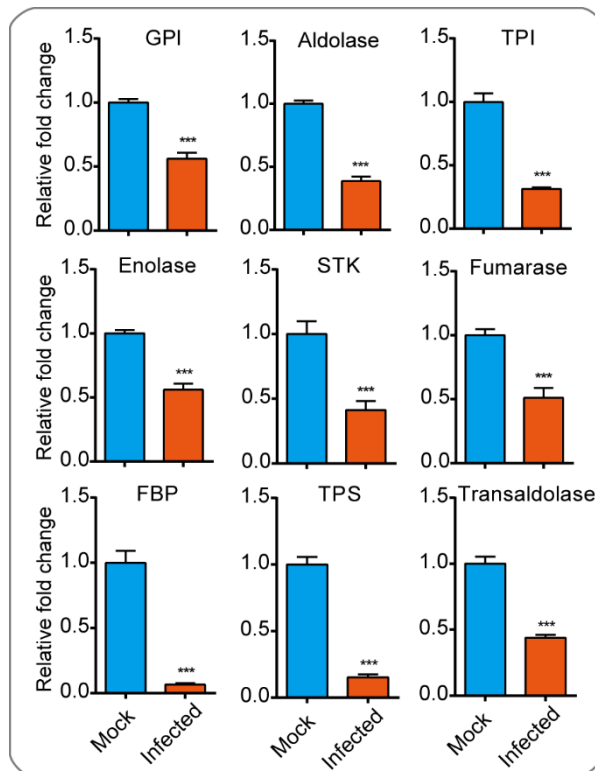 GPI Aldolase TPI
Relative fold change
1.5 1.5 1.5
1.0 1.0 1.0
*** *** ***
0.5 0.5 0.5
0.0 0.0 0.0
Enolase STK Fumarase
Relative fold change
1.5 1.5 1.5
1.0 1.0 1.0
*** *** ***
0.5 0.5 0.5
0.0 0.0 0.0
FBP TPS Transaldolase
Relative fold change
1.5 1.5 1.5
1.0 1.0 1.0
0.5 0.5 0.5
*** *** ***
0.0 0.0 0.0
Mock Infected Mock Infected Mock Infected